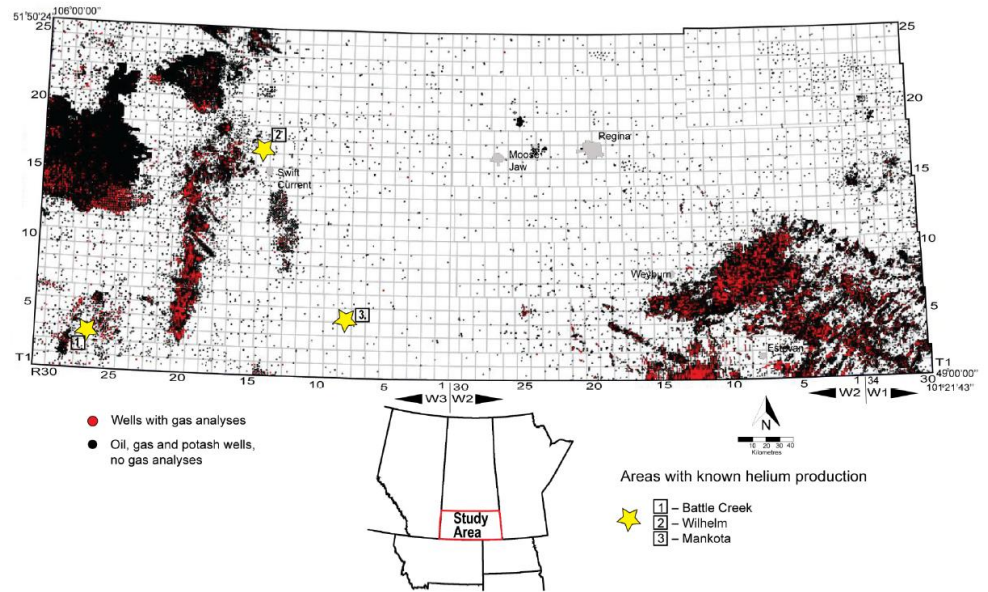 106°00'00"
51°50'24"
25
25
20
20
2
Regina
Moose
Jaw
15
15
Swift
Current
10
10
Weyburn
5
5
3
Estevan
1
T1
T1
R30
25
20
15
10
5
1
30
25
20
15
10
5
1
34
30
49°00'00"
101°21'43"
W3
W2
W2
W1
N
10 20 30 40
Kilometres
Wells with gas analyses
Oil, gas and potash wells,
no gas analyses
Study
Area
Areas with known helium production
1 – Battle Creek
2 – Wilhelm
3 – Mankota